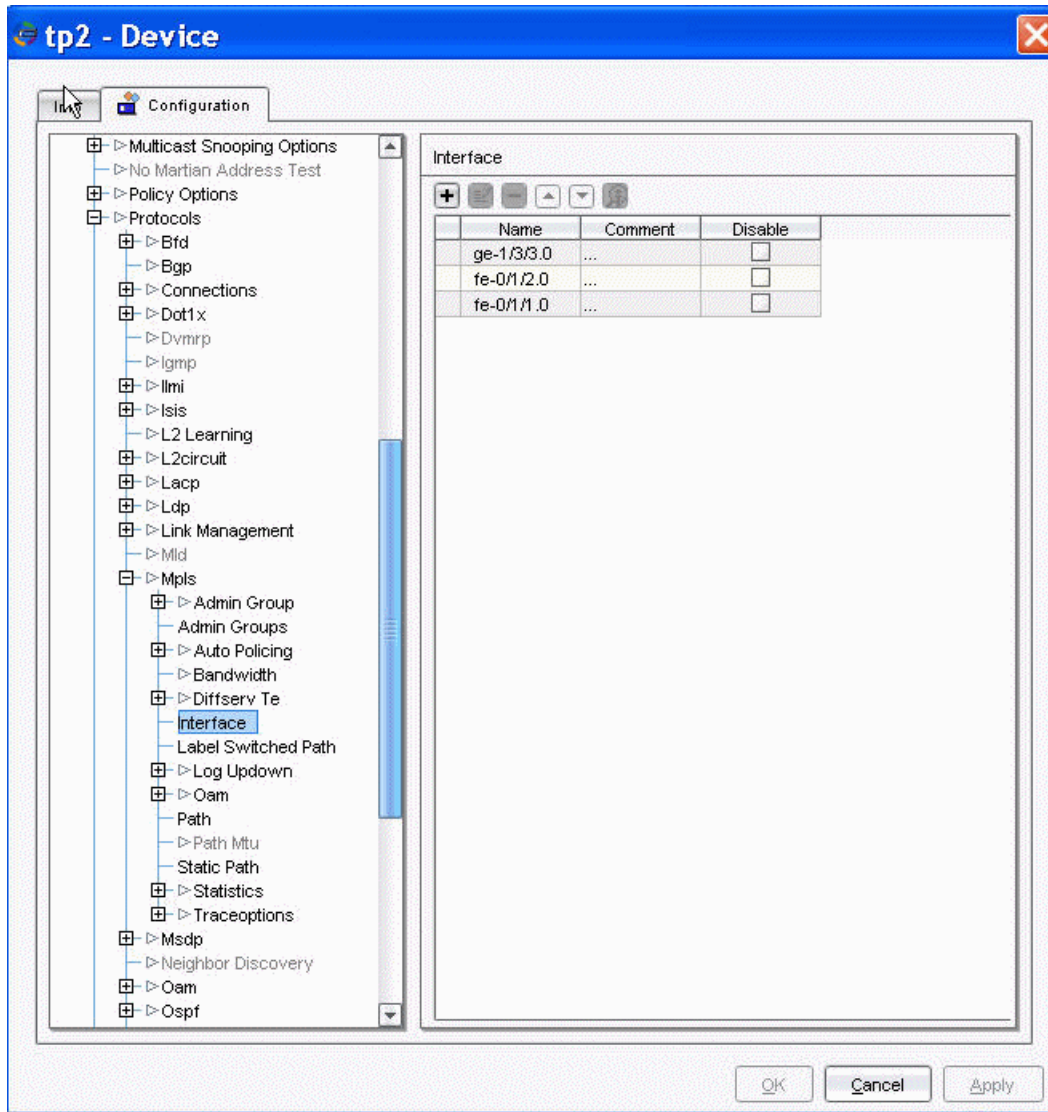 tp2 - Device
Configuration
Multicast Snooping Options
No Martian Address Test
Policy Options
Protocols
Bfd
Bgp
Connections
Dot1x
Dvmrp
Igmp
Ilmi
Isis
L2 Learning
L2circuit
Lacp
Ldp
Link Management
Mld
Mpls
Admin Group
Admin Groups
Auto Policing
Bandwidth
Diffserv Te
Interface
Label Switched Path
Log Updown
Oam
Path
Path Mtu
Static Path
Statistics
Traceoptions
Msdp
Neighbor Discovery
Oam
Ospf
Interface
Name Comment Disable
ge-1/3/3.0 ...
fe-0/1/2.0 ...
fe-0/1/1.0 ...
OK Cancel Apply